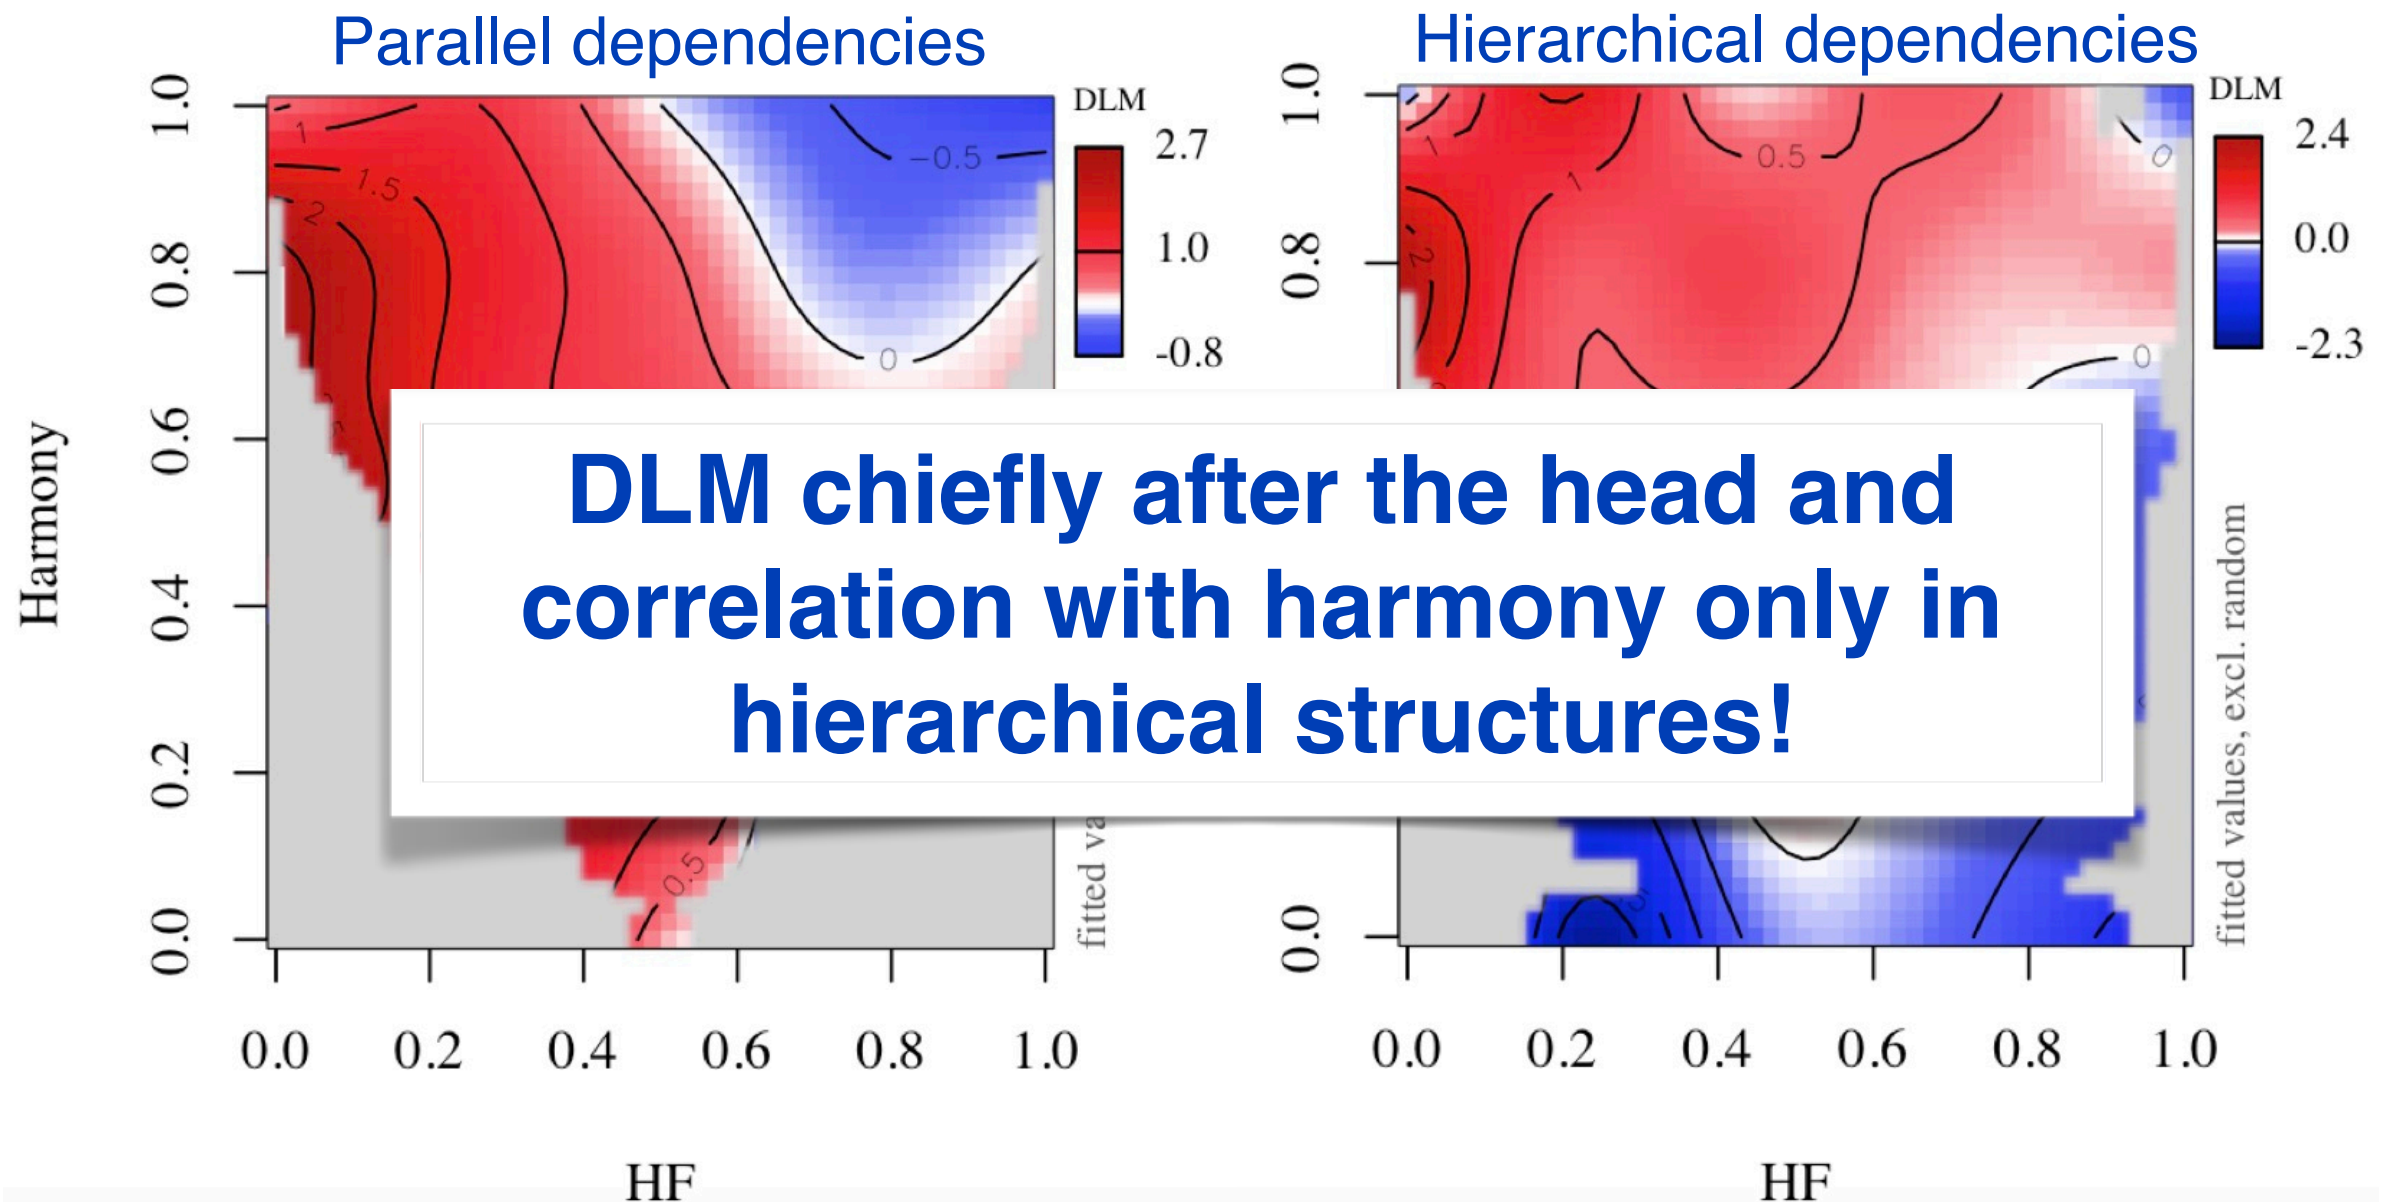 Parallel dependencies
Hierarchical dependencies
DLM
2.7
1.0
-0.8
DLM
2.4
0.0
-2.3
1.0
0.8
0.6
0.4
0.2
0.0
Harmony
1
1.5
2
-0.5
0
0.5
1.0
0.8
0.0
1
2
1
0.5
0
0
DLM chiefly after the head and
correlation with harmony only in
hierarchical structures!
fitted va
fitted values, excl. random
0.0 0.2 0.4 0.6 0.8 1.0
0.0 0.2 0.4 0.6 0.8 1.0
HF
HF